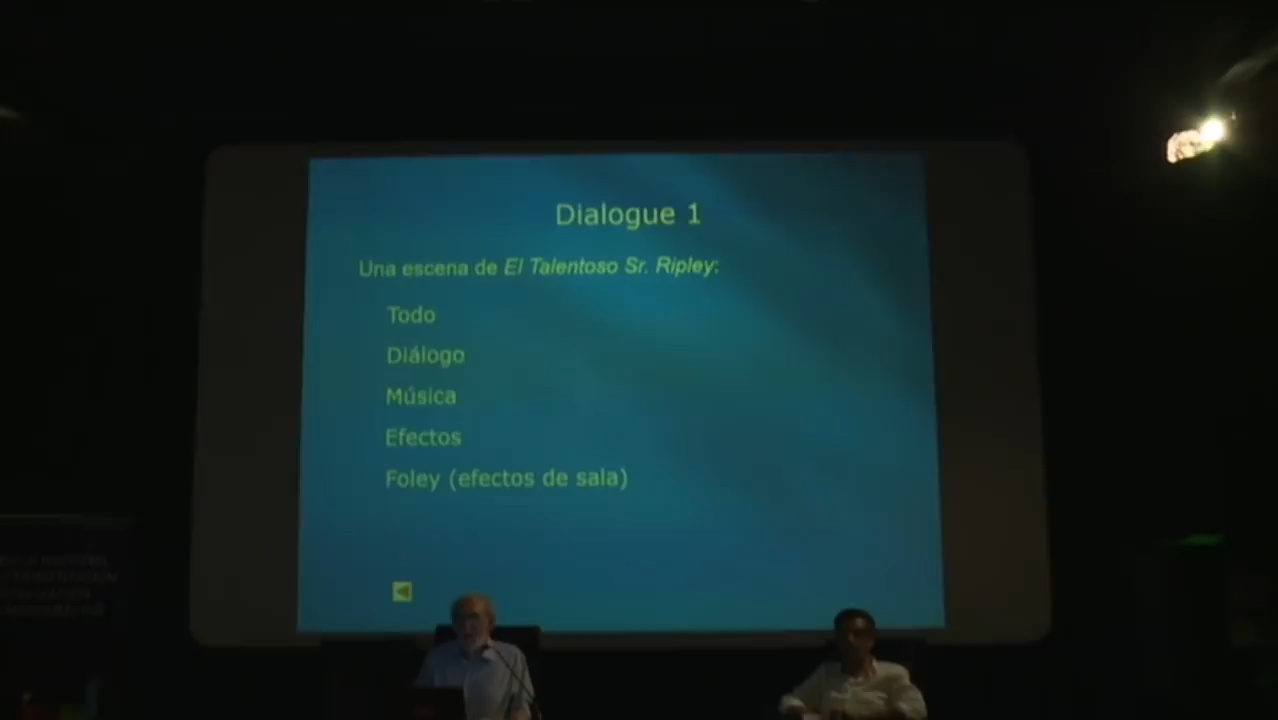 Dialogue 1
Una escena de El Talentoso Sr. Ripley:
Todo
Diálogo
Música
Efectos
Foley (efectos de sala)